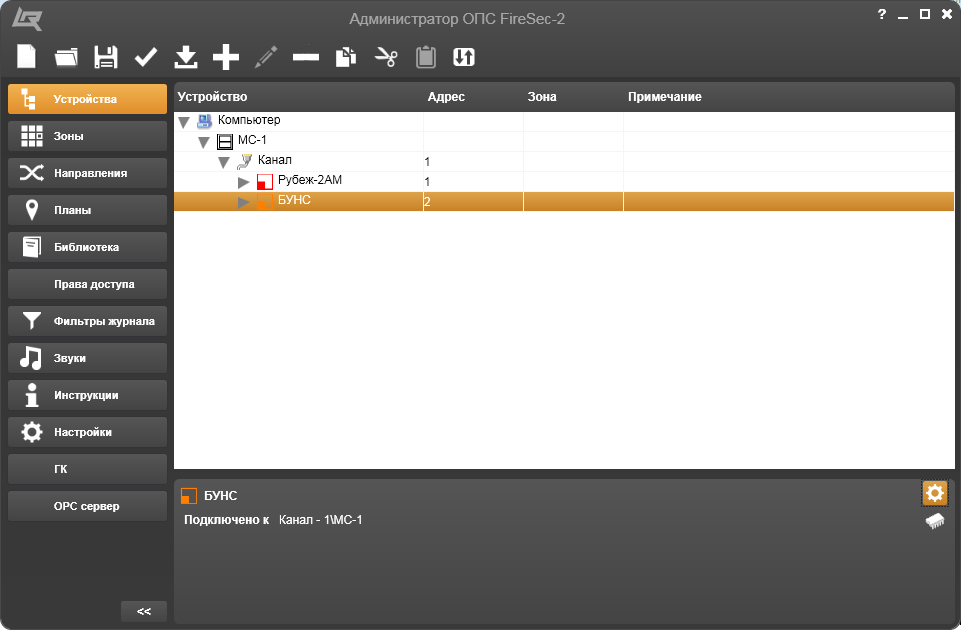 Администратор ОПС FireSec-2
?
Устройства
Зоны
Направления
Планы
Библиотека
Права доступа
Фильтры журнала
Звуки
Инструкции
Настройки
ГК
OPC сервер
<<
Устройство Адрес Зона Примечание
Компьютер
МС-1
Канал 1
Рубеж-2АМ 1
БУНС 2
БУНС
Подключено к Канал - 1\МС-1